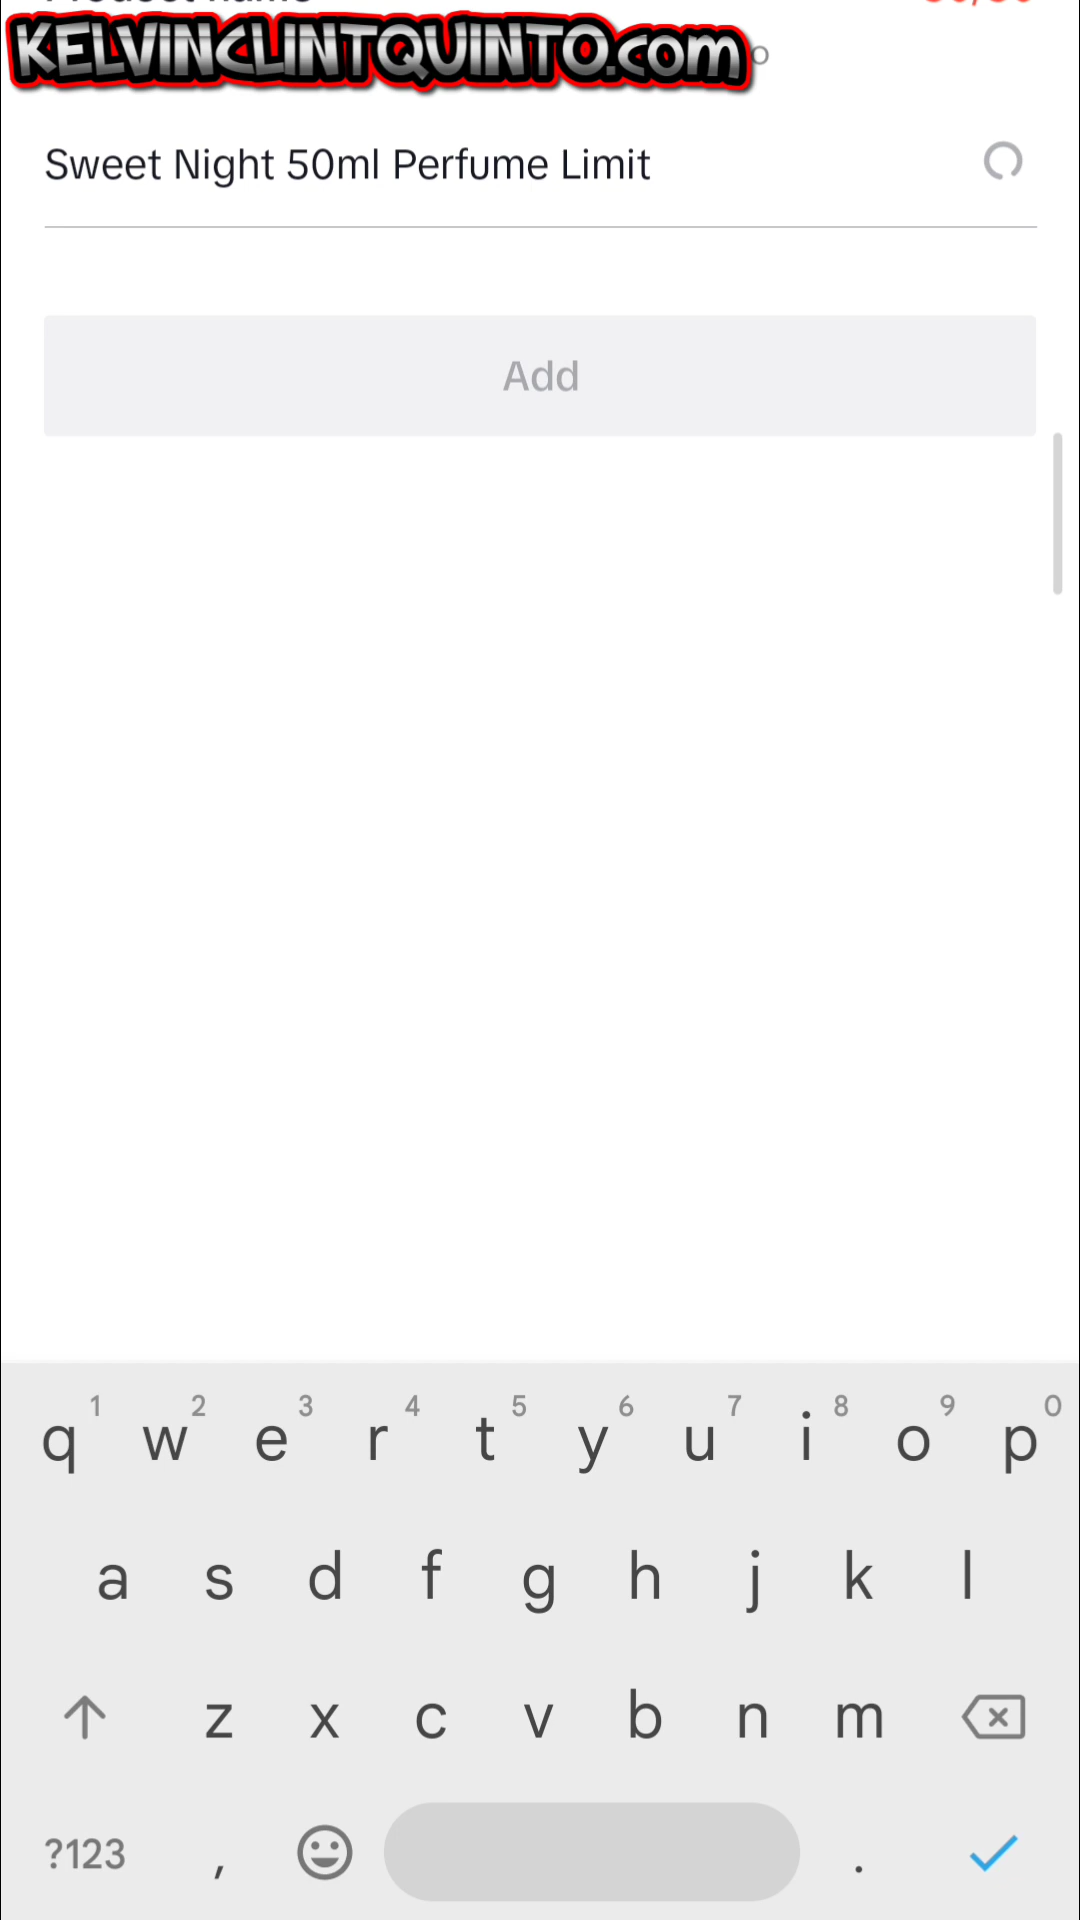 KELVINCLINTQUINTO.com
Sweet Night 50ml Perfume Limit
Add
1 2 3 4 5 6 7 8 9 0
q w e r t y u i o p
a s d f g h j k l
z x c v b n m
?123 , .